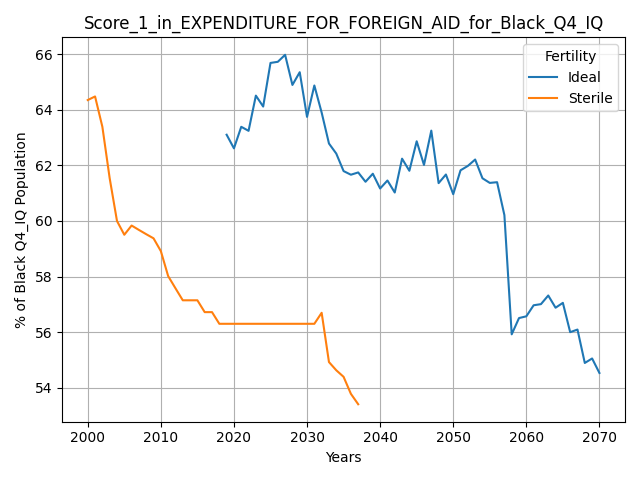 Score_1_in_EXPENDITURE_FOR_FOREIGN_AID_for_Black_Q4_IQ
Fertility
Ideal
Sterile
% of Black Q4_IQ Population
66
64
62
60
58
56
54
2000 2010 2020 2030 2040 2050 2060 2070
Years